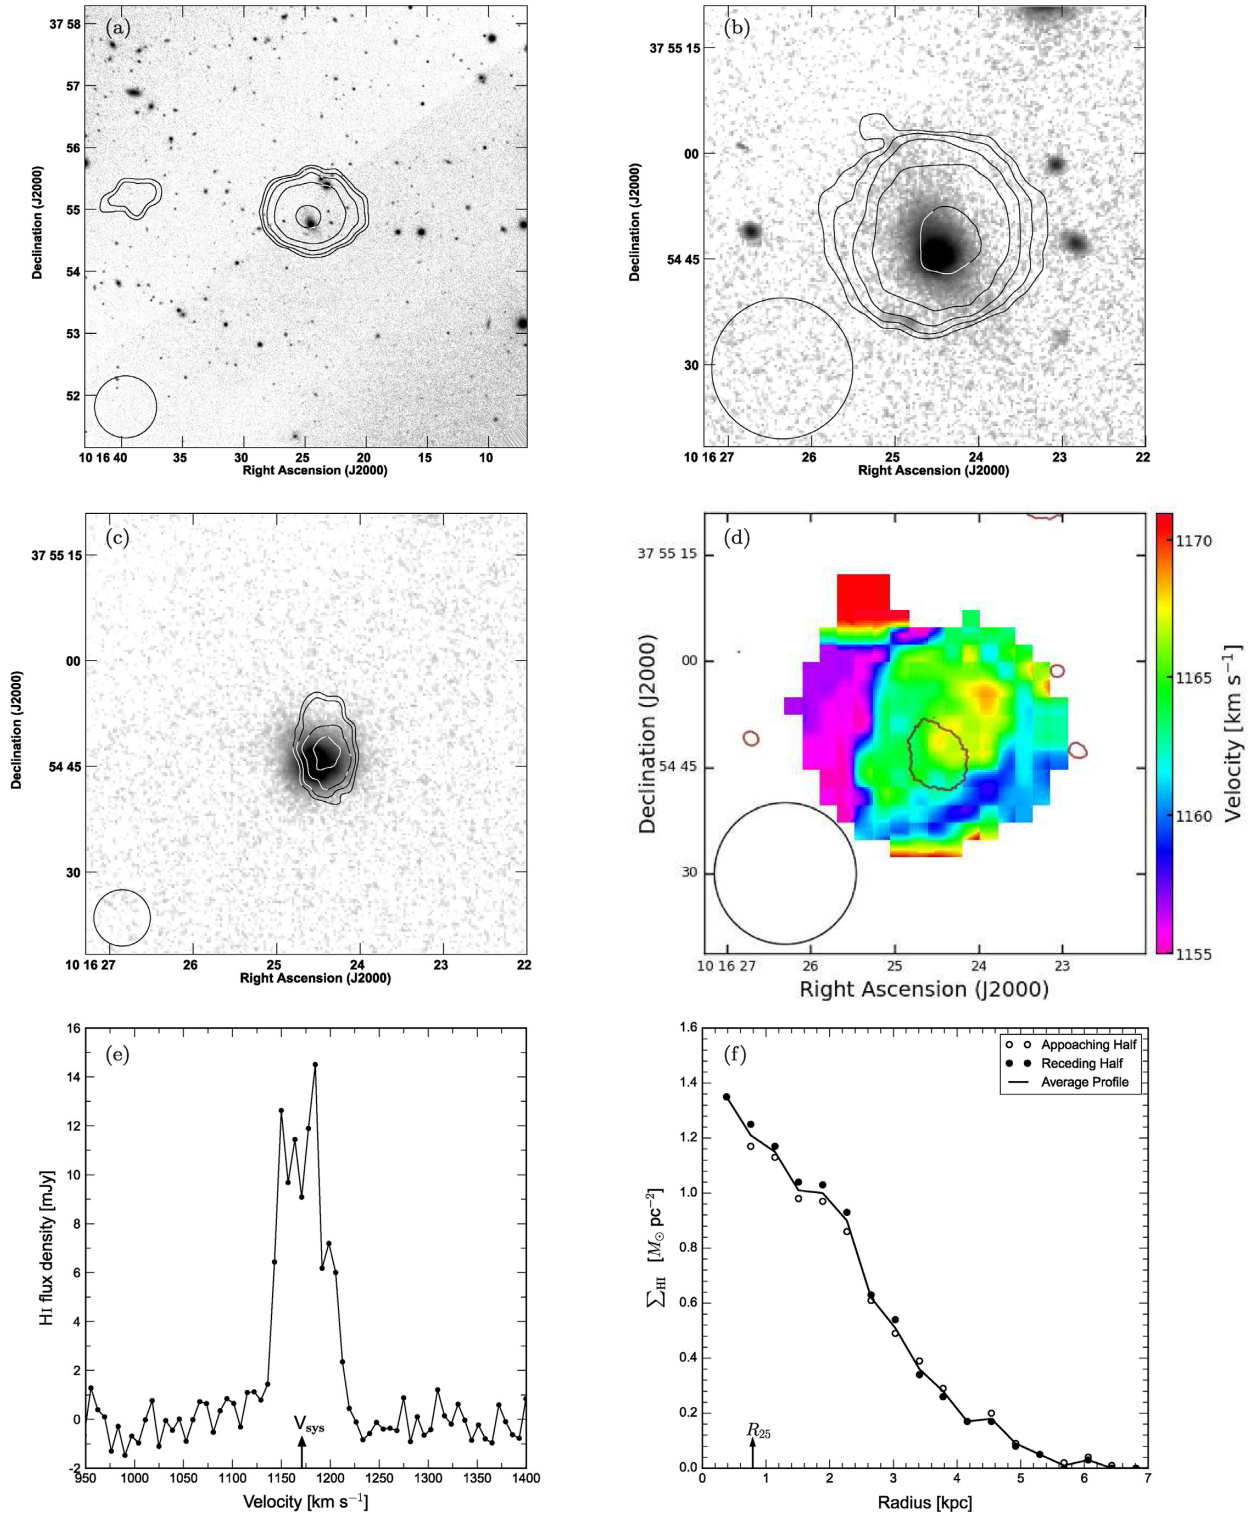 (a)
37 58
57
56
55
54
53
52
Declination (J2000)
10 16 40 35 30 25 20 15 10
Right Ascension (J2000)
(b)
37 55 15
00
54 45
30
Declination (J2000)
10 16 27 26 25 24 23 22
Right Ascension (J2000)
(c)
37 55 15
00
54 45
30
Declination (J2000)
10 16 27 26 25 24 23 22
Right Ascension (J2000)
(d)
37 55 15
00
54 45
30
Declination (J2000)
10 16 27 26 25 24 23
Right Ascension (J2000)
1170
1165
1160
1155
Velocity [km s⁻¹]
(e)
16
14
12
10
8
6
4
2
0
-2
HI flux density [mJy]
Vsys
950 1000 1050 1100 1150 1200 1250 1300 1350 1400
Velocity [km s⁻¹]
(f)
Appoaching Half
Receding Half
Average Profile
1.6
1.4
1.2
1.0
0.8
0.6
0.4
0.2
0.0
∑HI [M⊙ pc⁻²]
R25
0 1 2 3 4 5 6 7
Radius [kpc]